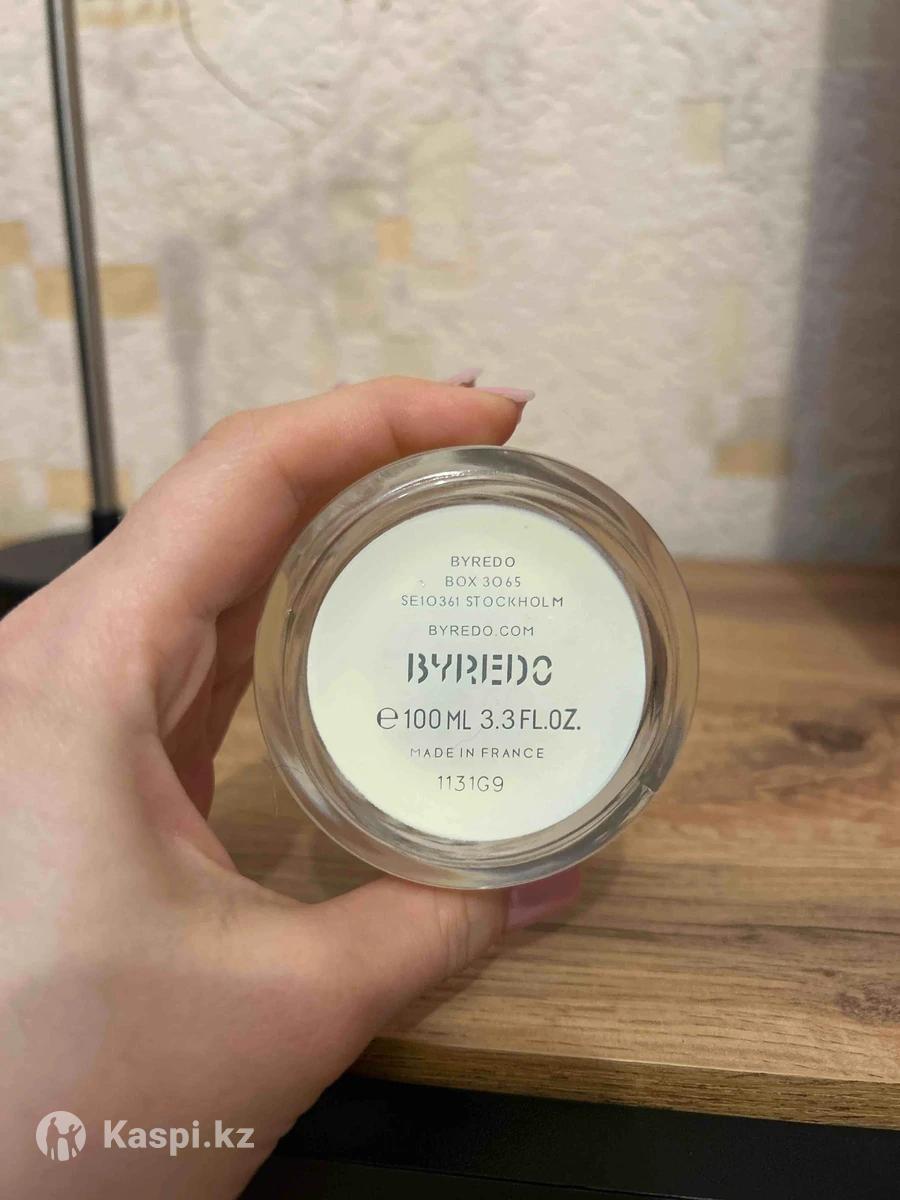 BYREDO
BOX 3065
SE10361 STOCKHOLM
BYREDO.COM
BYREDO
℮100 ML 3.3 FL.OZ.
MADE IN FRANCE
1131G9
Kaspi.kz